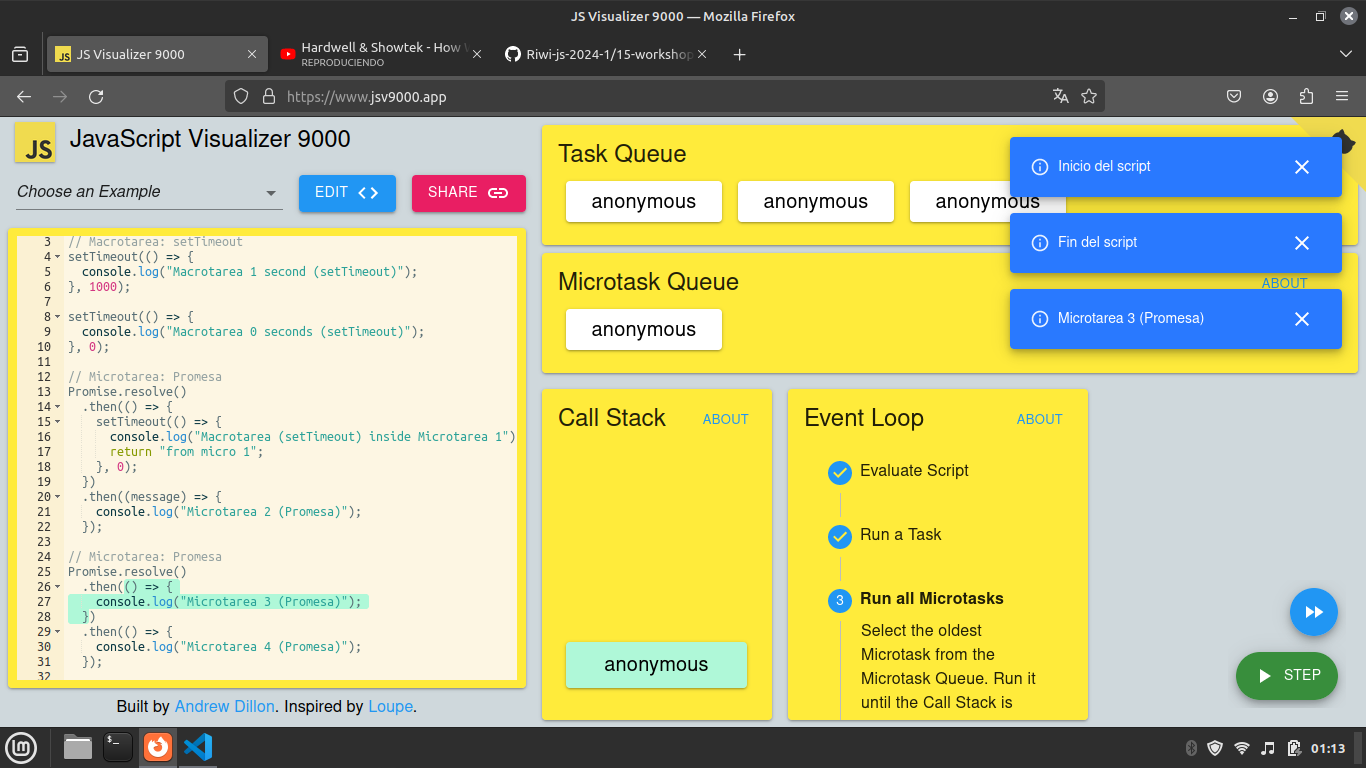 JS Visualizer 9000 — Mozilla Firefox
JS Visualizer 9000
Hardwell & Showtek - How
REPRODUCIENDO
Riwi-js-2024-1/15-workshop
https://www.jsv9000.app
JS
JavaScript Visualizer 9000
Choose an Example
EDIT
SHARE
3 // Macrotarea: setTimeout
4 setTimeout(() => {
5 console.log("Macrotarea 1 second (setTimeout)");
6 }, 1000);
7
8 setTimeout(() => {
9 console.log("Macrotarea 0 seconds (setTimeout)");
10 }, 0);
11
12 // Microtarea: Promesa
13 Promise.resolve()
14 .then(() => {
15 setTimeout(() => {
16 console.log("Macrotarea (setTimeout) inside Microtarea 1")
17 return "from micro 1";
18 }, 0);
19 })
20 .then((message) => {
21 console.log("Microtarea 2 (Promesa)");
22 });
23
24 // Microtarea: Promesa
25 Promise.resolve()
26 .then(() => {
27 console.log("Microtarea 3 (Promesa)");
28 })
29 .then(() => {
30 console.log("Microtarea 4 (Promesa)");
31 });
32
Built by Andrew Dillon. Inspired by Loupe.
Task Queue
anonymous
anonymous
anonymous
Microtask Queue
ABOUT
anonymous
Inicio del script
Fin del script
Microtarea 3 (Promesa)
Call Stack
ABOUT
anonymous
Event Loop
ABOUT
Evaluate Script
Run a Task
3 Run all Microtasks
Select the oldest
Microtask from the
Microtask Queue. Run it
until the Call Stack is
STEP
01:13